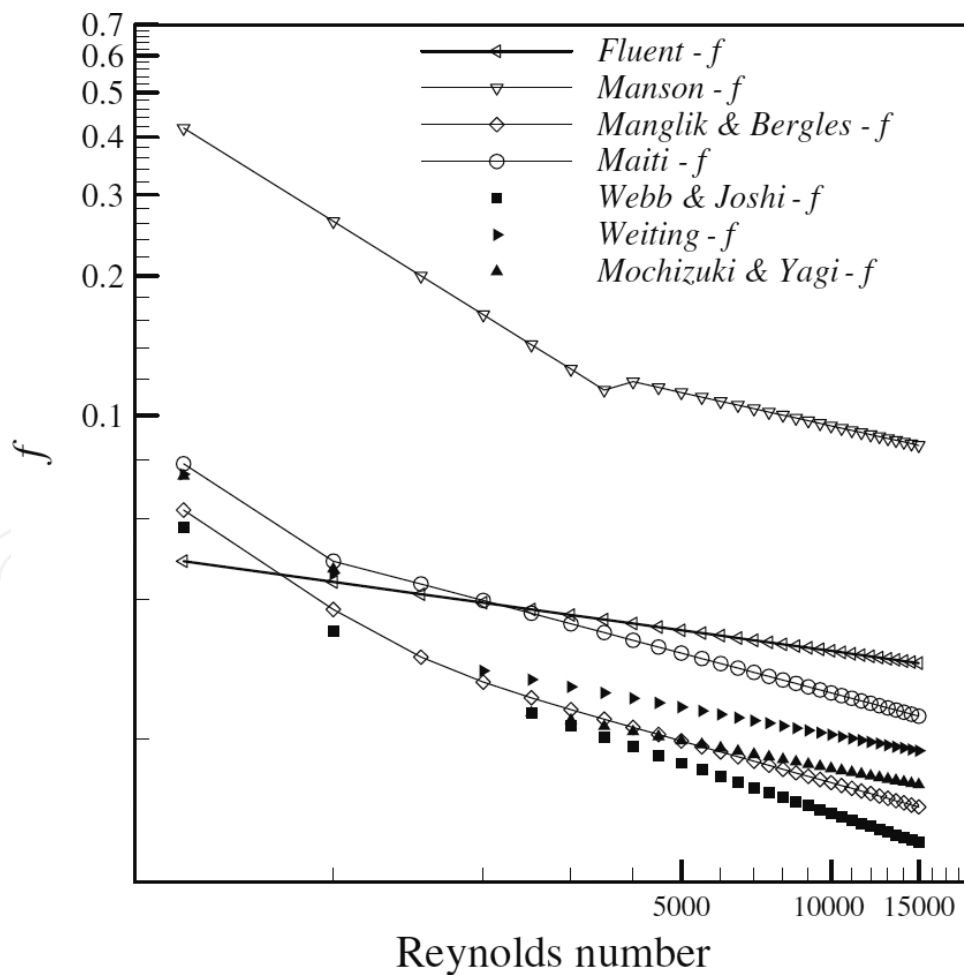 0.7
0.6
0.5
0.4
0.3
0.2
0.1
f
Fluent - f
Manson - f
Manglik & Bergles - f
Maiti - f
Webb & Joshi - f
Weiting - f
Mochizuki & Yagi - f
5000 10000 15000
Reynolds number